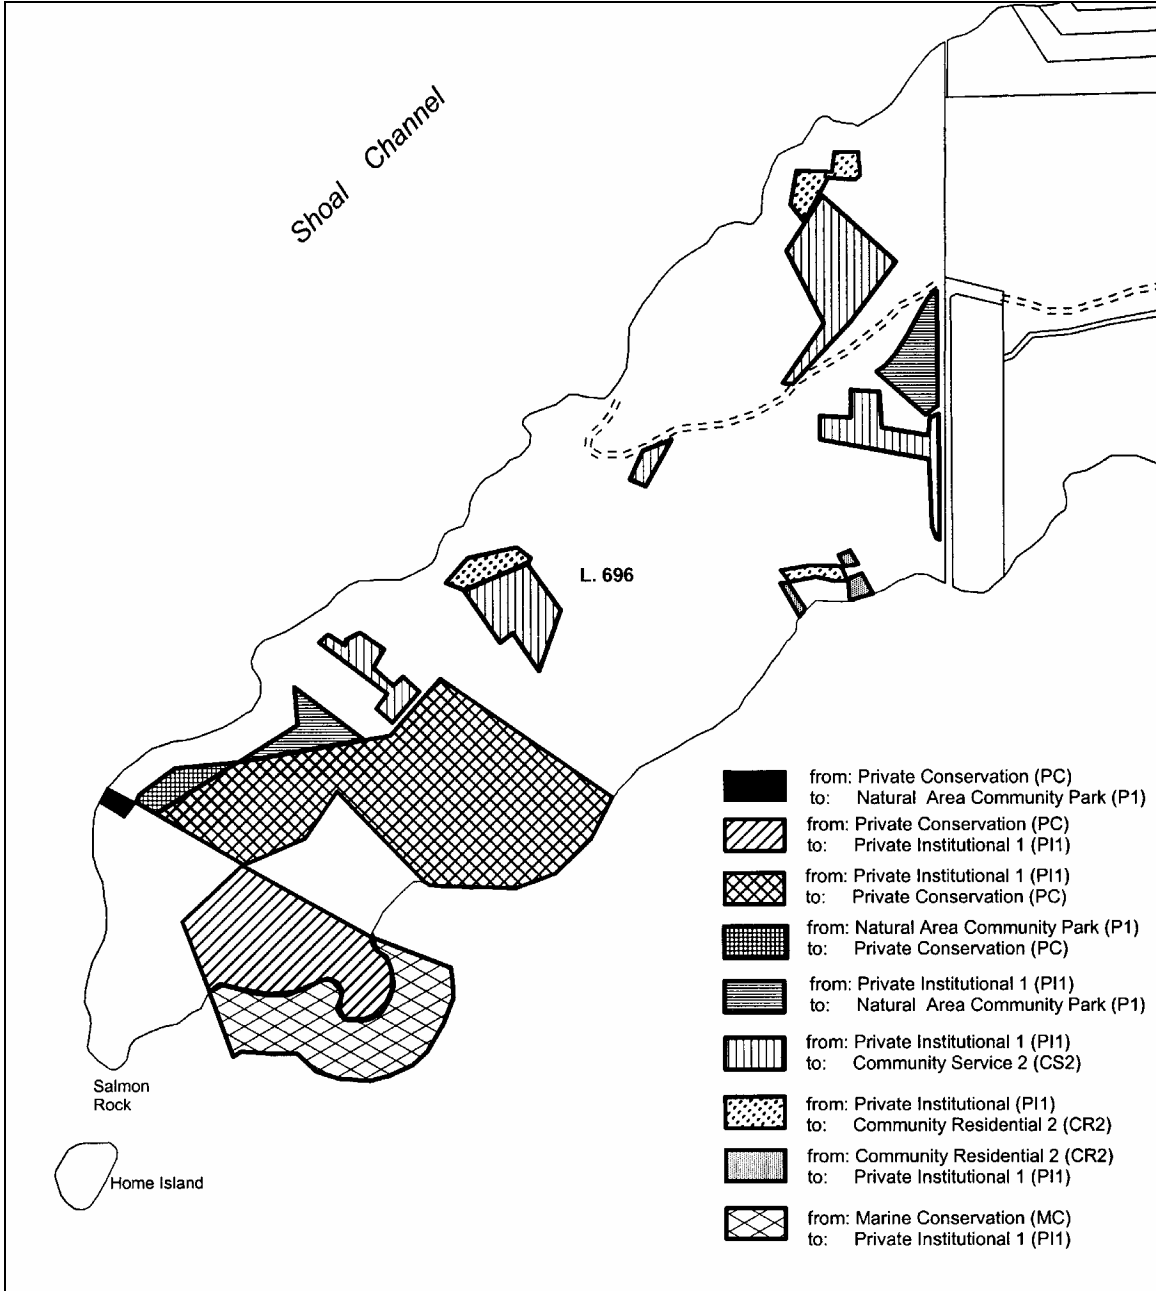 Shoal Channel
L. 696
from: Private Conservation (PC)
to: Natural Area Community Park (P1)
from: Private Conservation (PC)
to: Private Institutional 1 (PI1)
from: Private Institutional 1 (PI1)
to: Private Conservation (PC)
from: Natural Area Community Park (P1)
to: Private Conservation (PC)
from: Private Institutional 1 (PI1)
to: Natural Area Community Park (P1)
from: Private Institutional 1 (PI1)
to: Community Service 2 (CS2)
from: Private Institutional (PI1)
to: Community Residential 2 (CR2)
from: Community Residential 2 (CR2)
to: Private Institutional 1 (PI1)
from: Marine Conservation (MC)
to: Private Institutional 1 (PI1)
Salmon
Rock
Home Island